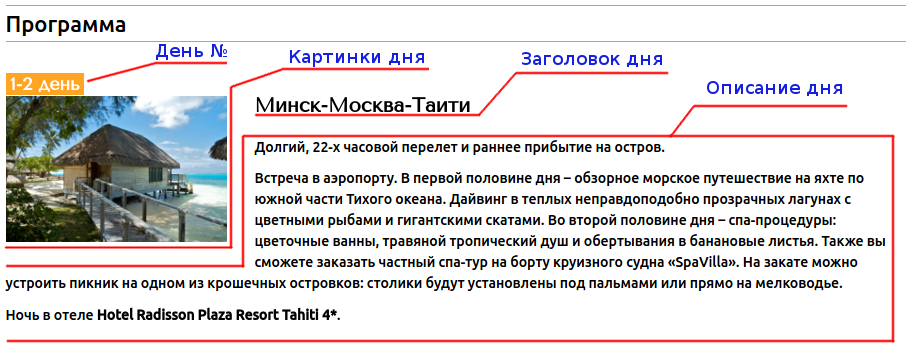 Программа
День №
Картинки дня
Заголовок дня
Описание дня
1-2 день
Минск-Москва-Таити
Долгий, 22-х часовой перелет и раннее прибытие на остров.
Встреча в аэропорту. В первой половине дня – обзорное морское путешествие на яхте по
южной части Тихого океана. Дайвинг в теплых неправдоподобно прозрачных лагунах с
цветными рыбами и гигантскими скатами. Во второй половине дня – спа-процедуры:
цветочные ванны, травяной тропический душ и обертывания в банановые листья. Также вы
сможете заказать частный спа-тур на борту круизного судна «SpaVilla». На закате можно
устроить пикник на одном из крошечных островков: столики будут установлены под пальмами или прямо на мелководье.
Ночь в отеле Hotel Radisson Plaza Resort Tahiti 4*.